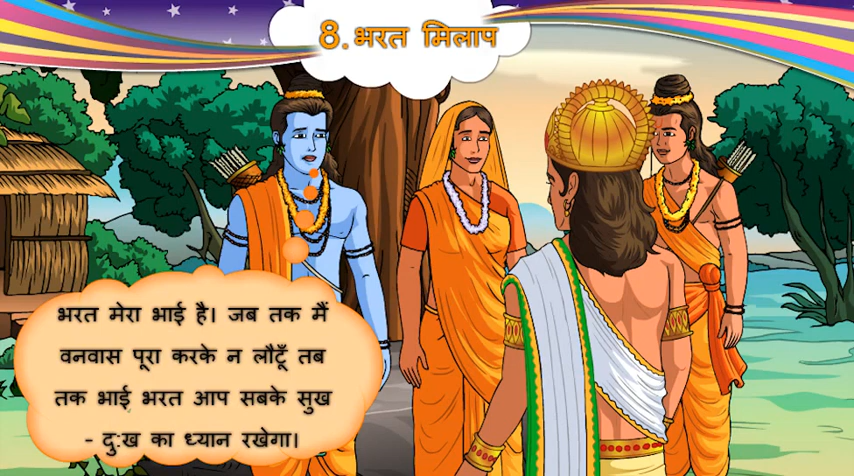 8. भरत मिलाप
भरत मेरा भाई है। जब तक मैं
वनवास पूरा करके न लौटूँ तब
तक भाई भरत आप सबके सुख
- दु:ख का ध्यान रखेगा।